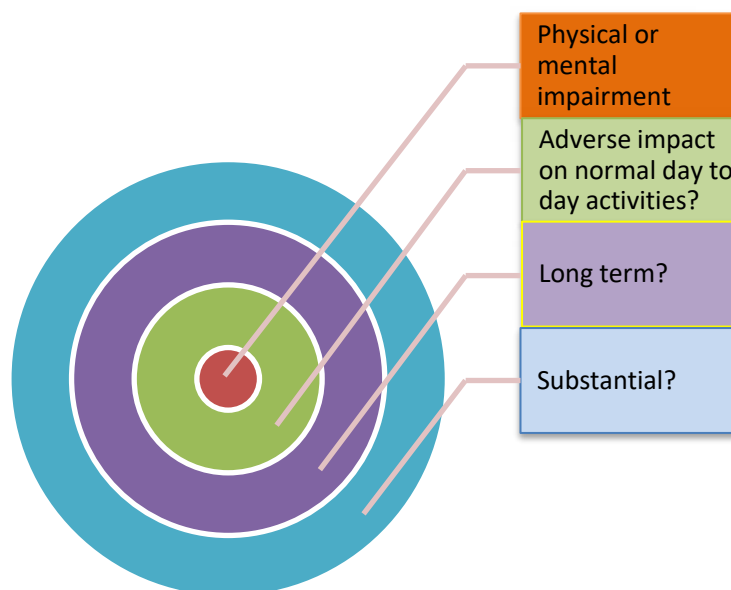 Physical or
mental
impairment
Adverse impact
on normal day to
day activities?
Long term?
Substantial?